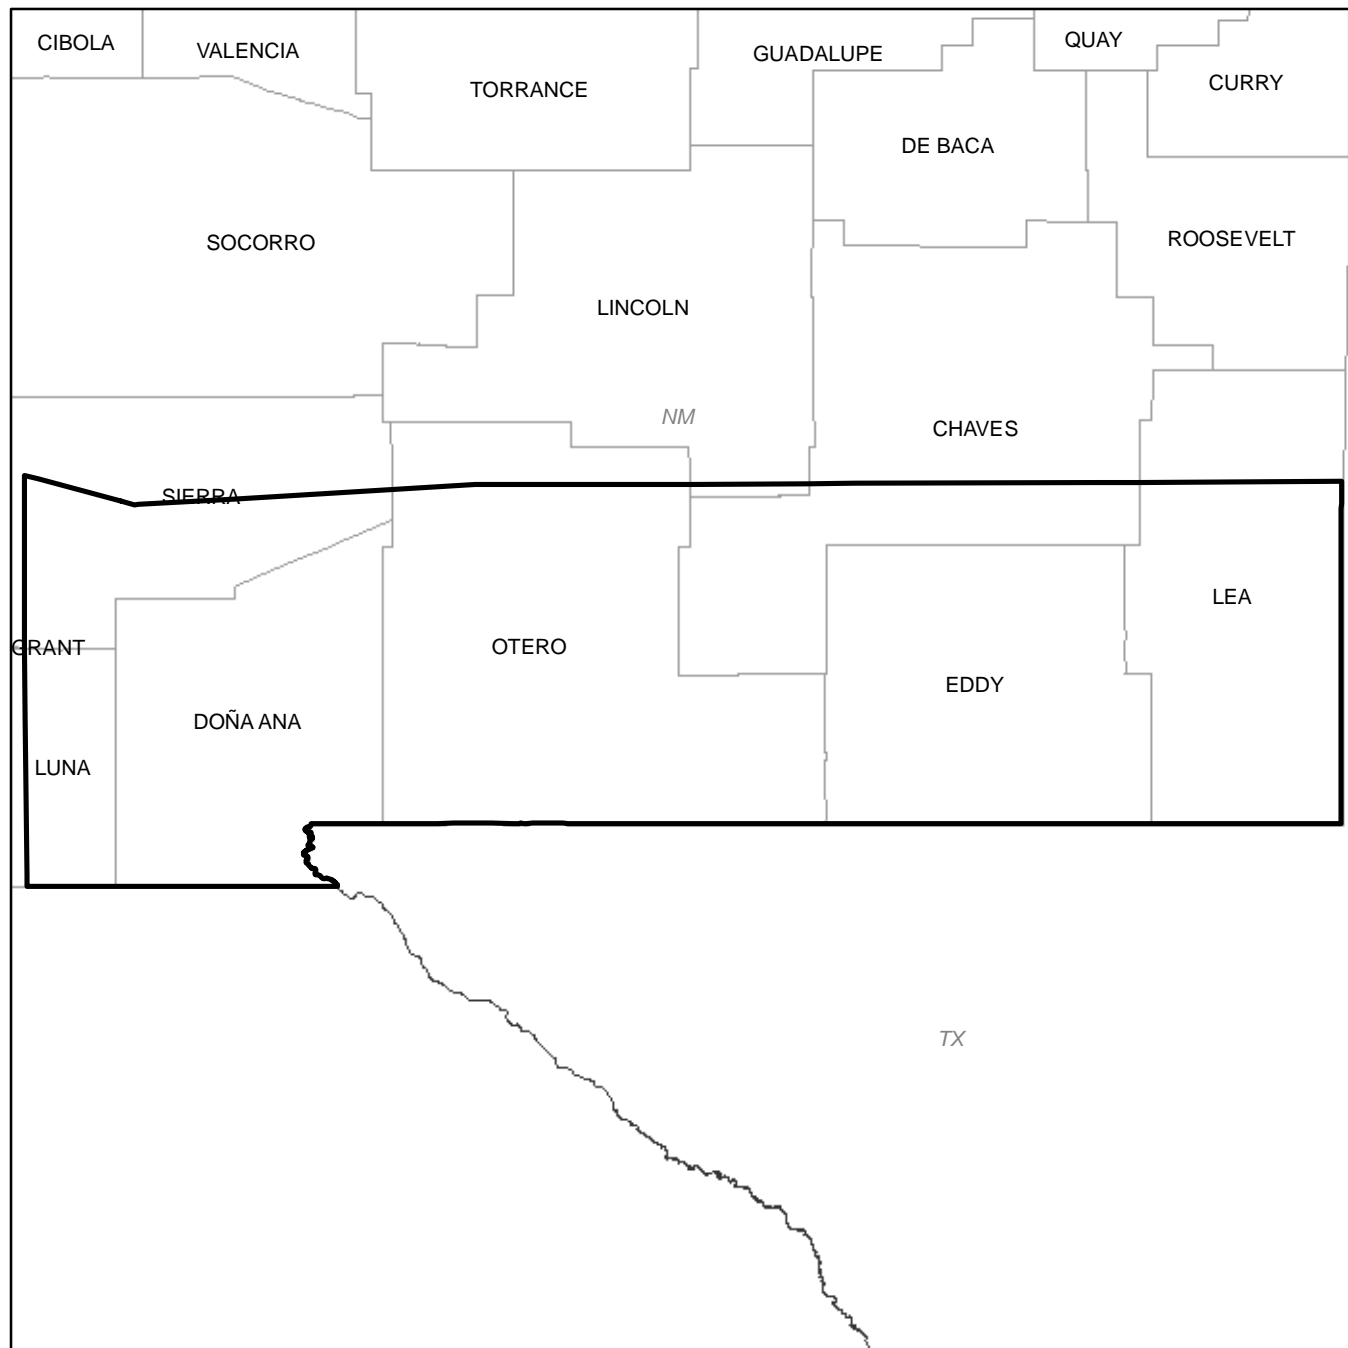 CIBOLA
VALENCIA
TORRANCE
GUADALUPE
QUAY
CURRY
DE BACA
SOCORRO
ROOSEVELT
LINCOLN
NM
CHAVES
SIERRA
LEA
GRANT
OTERO
EDDY
DOÑA ANA
LUNA
TX